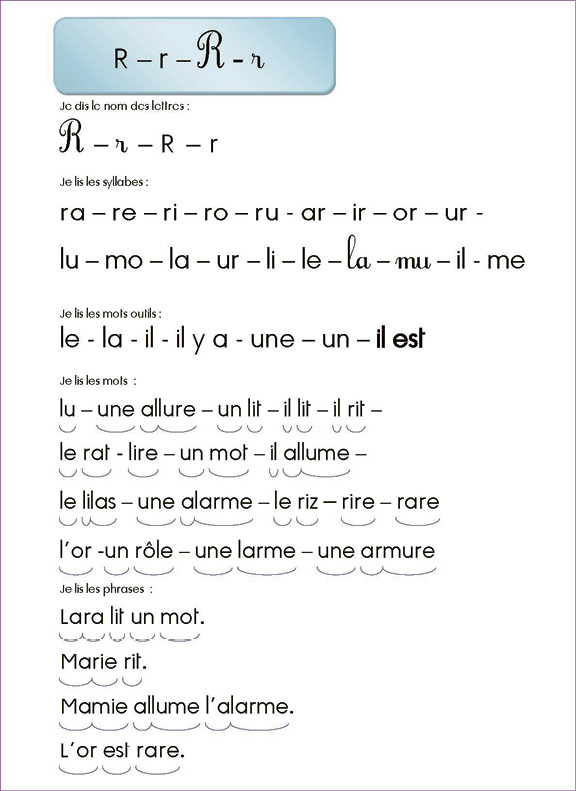 R – r – R - r
Je dis le nom des lettres :
R – r – R – r
Je lis les syllabes :
ra – re – ri – ro – ru - ar – ir – or – ur -
lu – mo – la – ur – li – le – la – mu – il - me
Je lis les mots outils :
le - la - il - il y a - une – un – il est
Je lis les mots :
lu – une allure – un lit – il lit – il rit –
le rat - lire – un mot – il allume –
le lilas – une alarme – le riz – rire – rare
l’or -un rôle – une larme – une armure
Je lis les phrases :
Lara lit un mot.
Marie rit.
Mamie allume l’alarme.
L’or est rare.